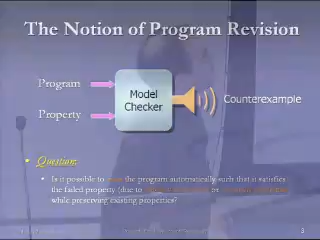 The Notion of Program Revision
Program
Property
Model
Checker
Counterexample
• Question:
• Is it possible to the program automatically such that it satisfies
the failed property (due to or
while preserving existing properties?
3